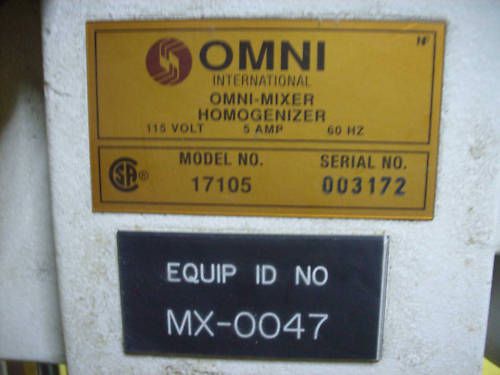 OMNI
INTERNATIONAL
OMNI-MIXER
HOMOGENIZER
115 VOLT 5 AMP 60 HZ
MODEL NO. SERIAL NO.
17105 003172
EQUIP ID NO
MX-0047